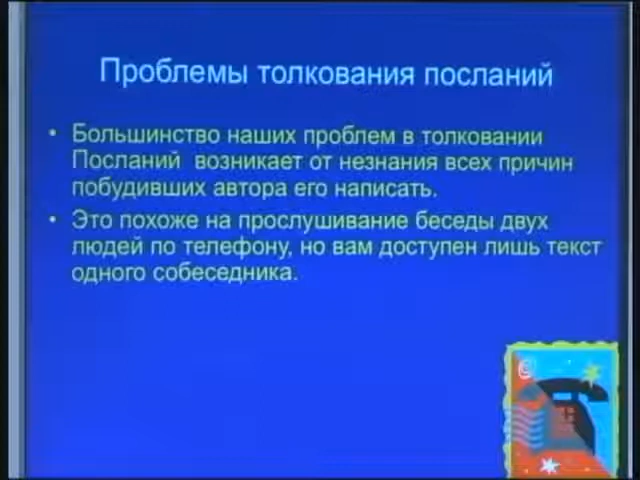 Проблемы толкования посланий
• Большинство наших проблем в толковании
Посланий возникает от незнания всех причин
побудивших автора его написать.
• Это похоже на прослушивание беседы двух
людей по телефону, но вам доступен лишь текст
одного собеседника.